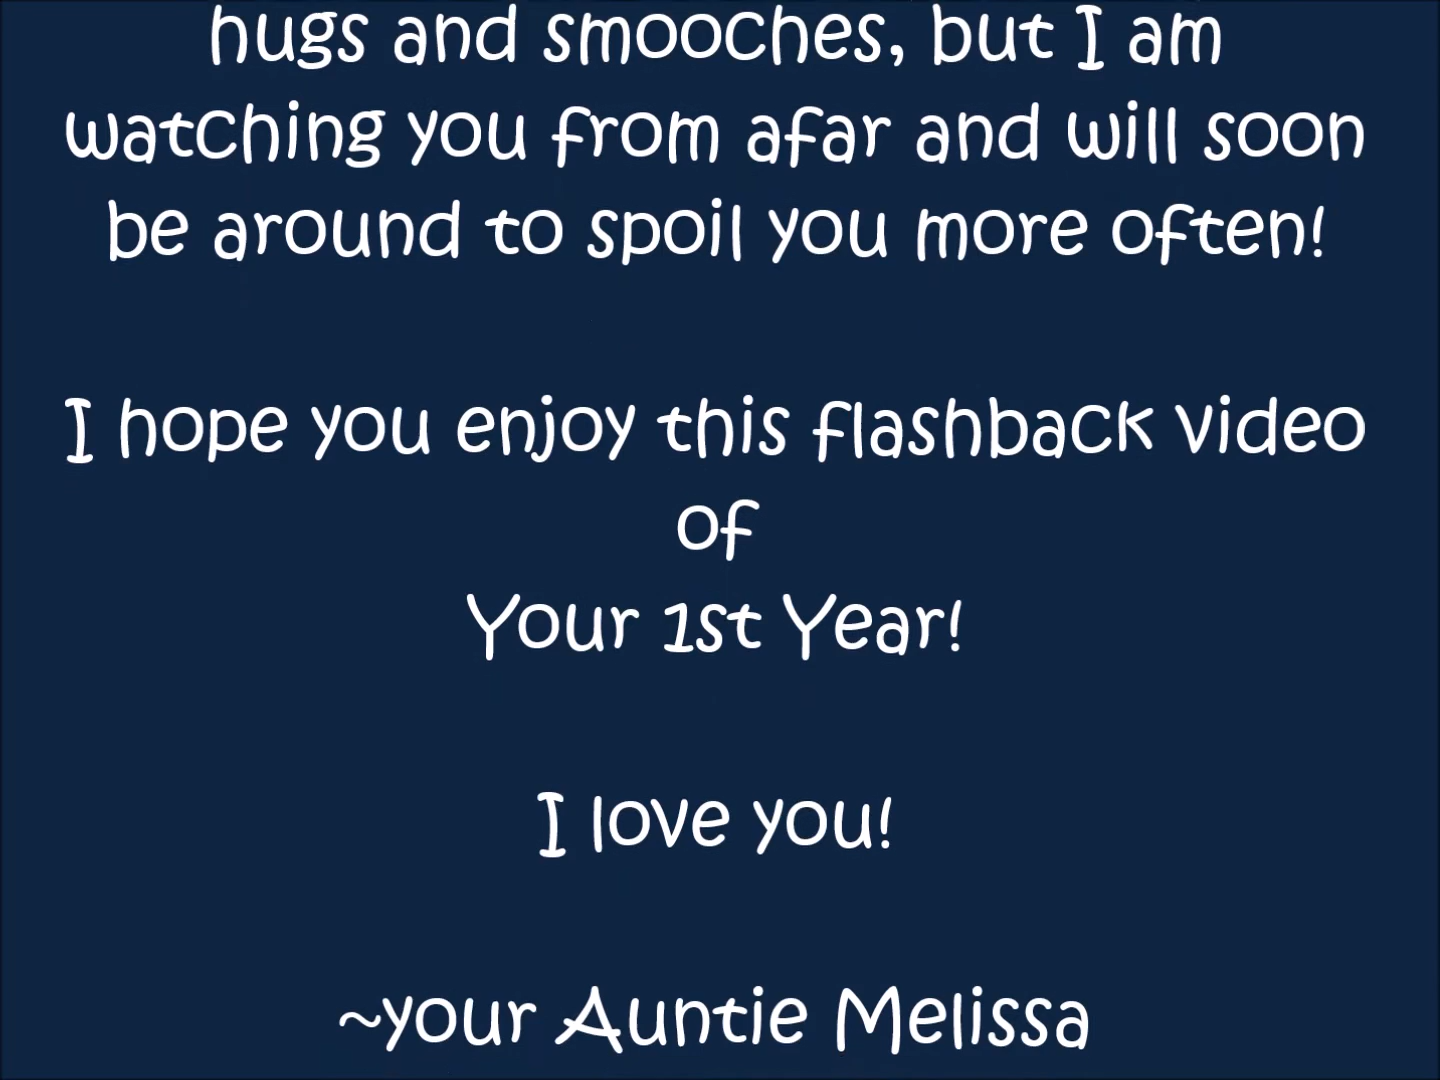 hugs and smooches, but I am
watching you from afar and will soon
be around to spoil you more often!
I hope you enjoy this flashback video
of
Your 1st Year!
I love you!
~your Auntie Melissa